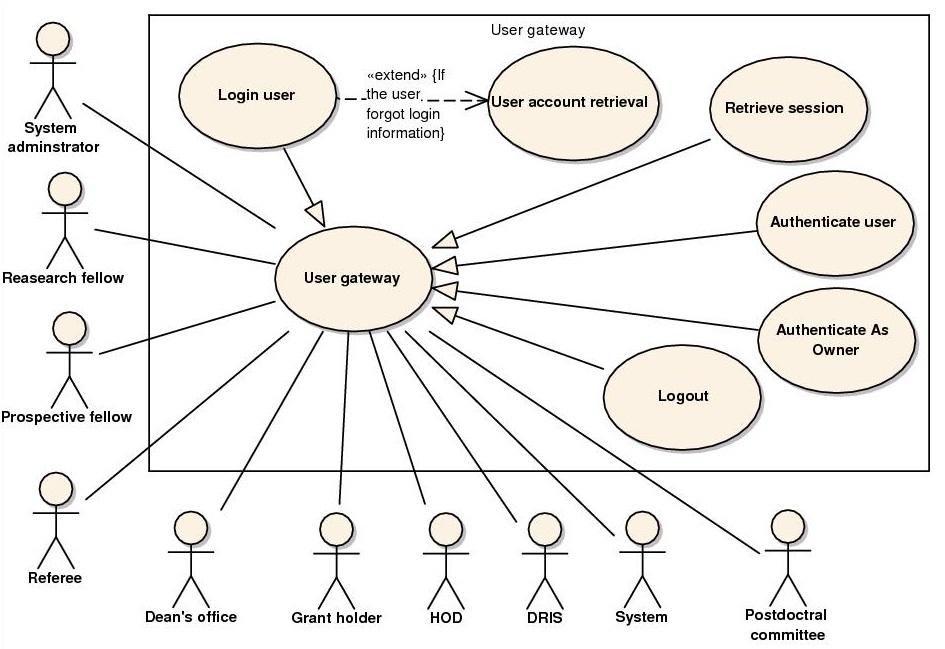 User gateway
Login user
«extend» {If
the user
forgot login
information}
User account retrieval
Retrieve session
System
adminstrator
Authenticate user
Reasearch fellow
User gateway
Authenticate As
Owner
Logout
Prospective fellow
Referee
Dean's office
Grant holder
HOD
DRIS
System
Postdoctral
committee